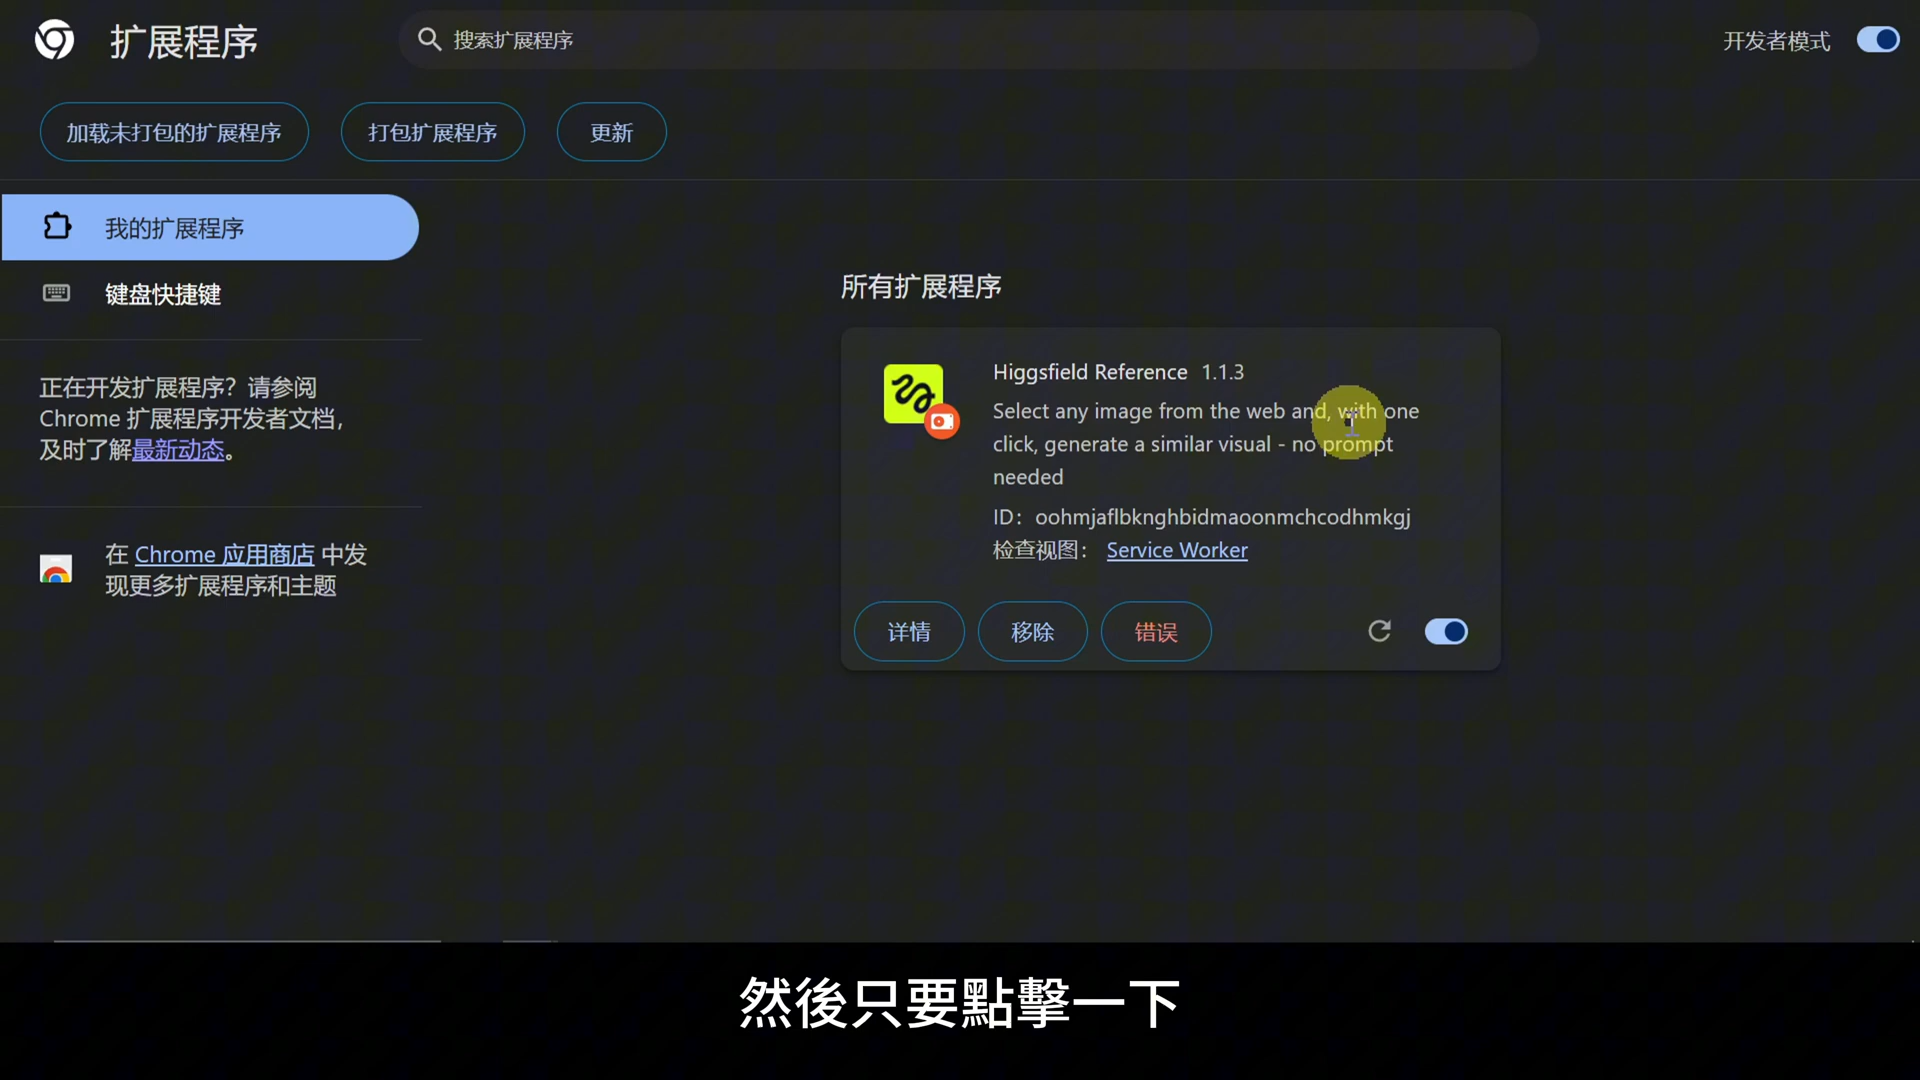 扩展程序
搜索扩展程序
开发者模式
加载未打包的扩展程序
打包扩展程序
更新
我的扩展程序
键盘快捷键
正在开发扩展程序？请参阅
Chrome 扩展程序开发者文档，
及时了解最新动态。
在 Chrome 应用商店 中发
现更多扩展程序和主题
所有扩展程序
Higgsfield Reference 1.1.3
Select any image from the web and, with one
click, generate a similar visual - no prompt
needed
ID： oohmjaflbknghbidmaoonmchcodhmkgj
检查视图： Service Worker
详情
移除
错误
然後只要點擊一下